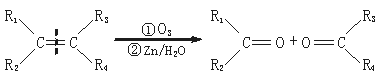 R₁ R₃ R₁ R₃
C=C ①O₃ C=O+O=C
②Zn/H₂O
R₂ R₄ R₂ R₄